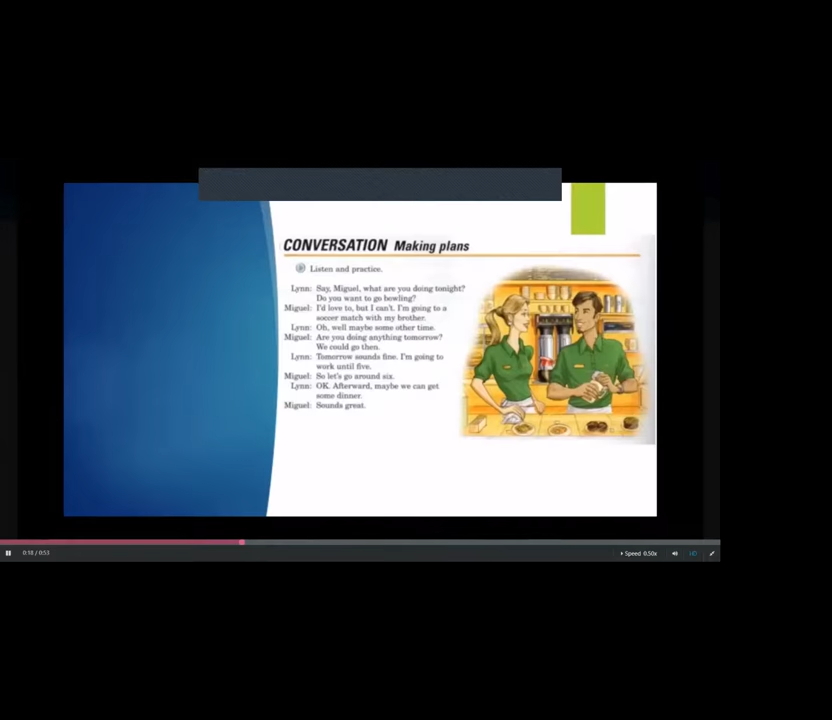 CONVERSATION Making plans
Listen and practice.
Lynn: Say, Miguel, what are you doing tonight?
Do you want to go bowling?
Miguel: I'd love to, but I can't. I'm going to a
soccer match with my brother.
Lynn: Oh, well maybe some other time.
Miguel: Are you doing anything tomorrow?
We could go then.
Lynn: Tomorrow sounds fine. I'm going to
work until five.
Miguel: So let's go around six.
Lynn: OK. Afterward, maybe we can get
some dinner.
Miguel: Sounds great.
0:18 / 0:53
Speed 0.50x
HD